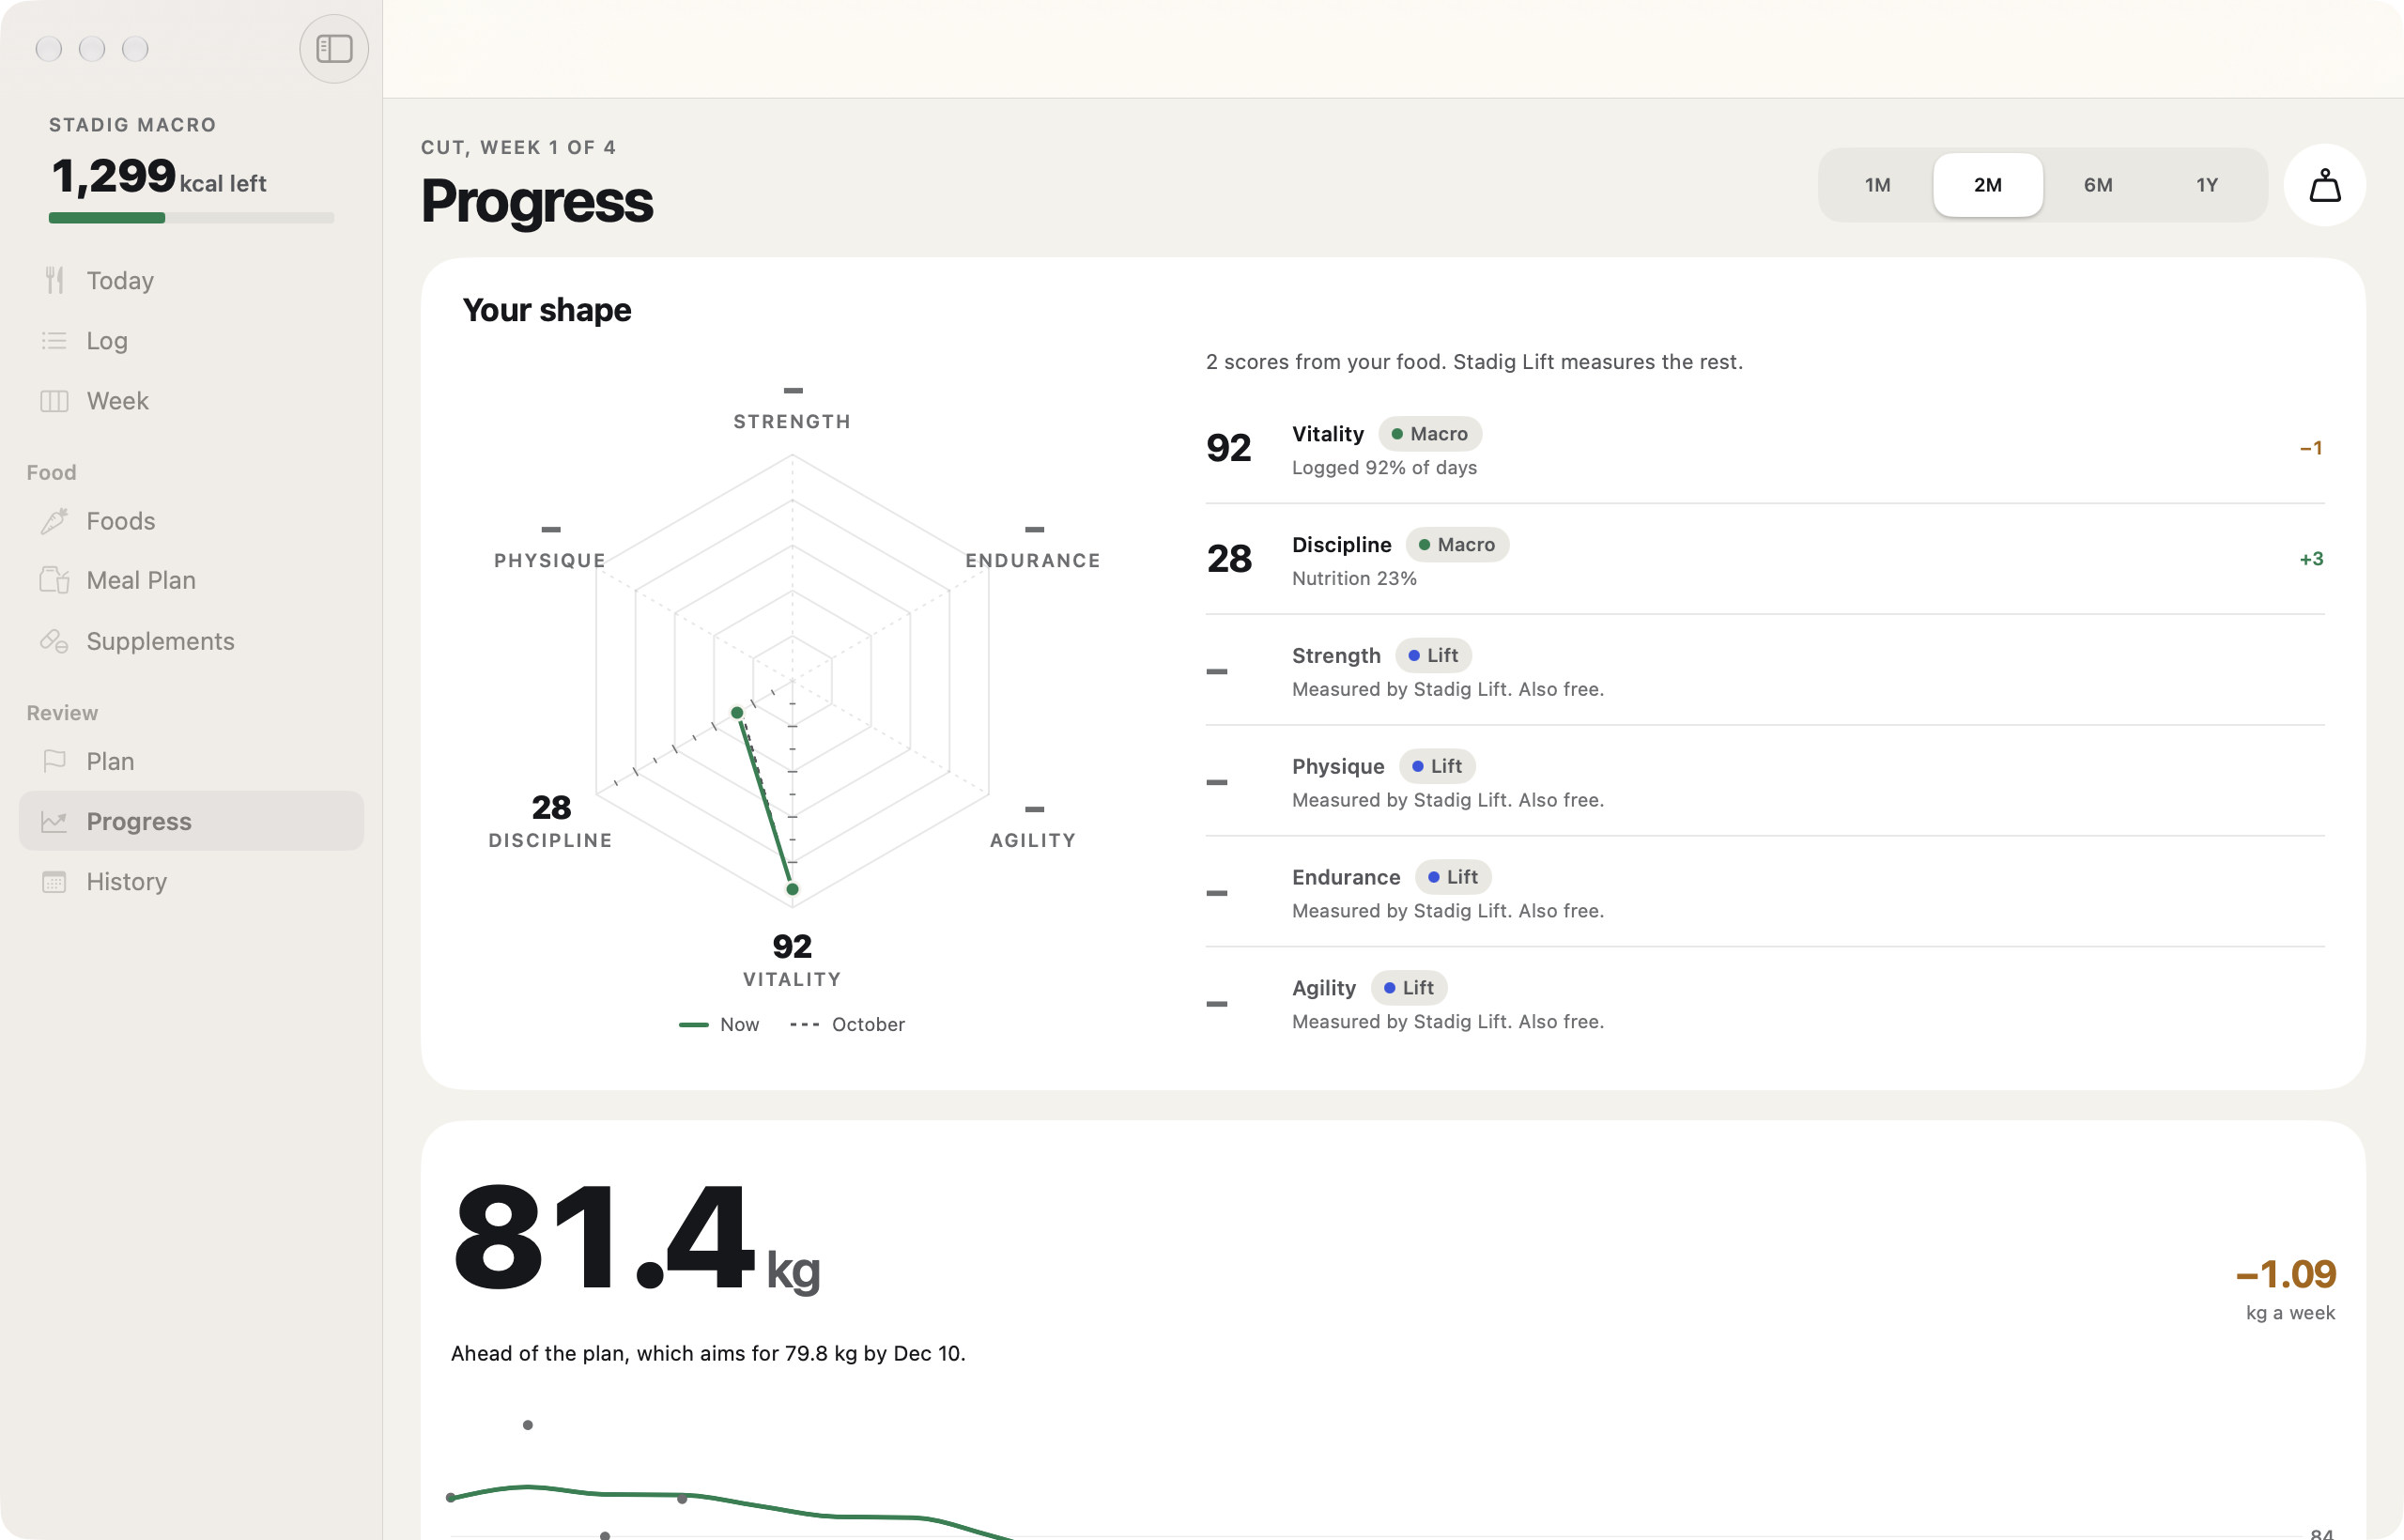 STADIG MACRO
1,299 kcal left
Today
Log
Week
Food
Foods
Meal Plan
Supplements
Review
Plan
Progress
History
CUT, WEEK 1 OF 4
Progress
1M
2M
6M
1Y
Your shape
–
STRENGTH
–
PHYSIQUE
–
ENDURANCE
28
DISCIPLINE
–
AGILITY
92
VITALITY
Now
October
2 scores from your food. Stadig Lift measures the rest.
92
Vitality
Macro
Logged 92% of days
–1
28
Discipline
Macro
Nutrition 23%
+3
–
Strength
Lift
Measured by Stadig Lift. Also free.
–
Physique
Lift
Measured by Stadig Lift. Also free.
–
Endurance
Lift
Measured by Stadig Lift. Also free.
–
Agility
Lift
Measured by Stadig Lift. Also free.
81.4 kg
–1.09
kg a week
Ahead of the plan, which aims for 79.8 kg by Dec 10.
84